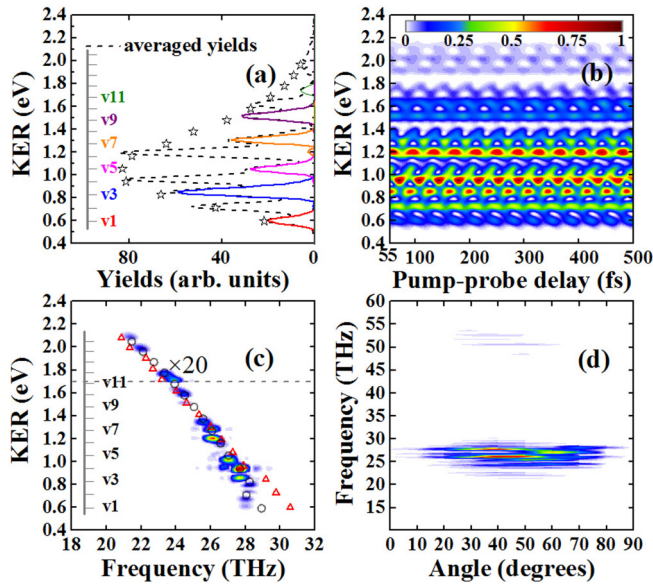 averaged yields
(a)
KER (eV)
2.4
2.2
2.0
1.8
1.6
1.4
1.2
1.0
0.8
0.6
0.4
v11
v9
v7
v5
v3
v1
80 60 40 20 0
Yields (arb. units)
0 0.25 0.75 1
(b)
KER (eV)
2.4
2.2
2.0
1.8
1.6
1.4
1.2
1.0
0.8
0.6
0.4
55 100 200 300 400 500
Pump-probe delay (fs)
(c)
×20
KER (eV)
2.4
2.2
2.0
1.8
1.6
1.4
1.2
1.0
0.8
0.6
0.4
v11
v9
v7
v5
v3
v1
18 20 22 24 26 28 30 32
Frequency (THz)
(d)
Frequency (THz)
60
55
50
45
40
35
30
25
20
15
0 10 20 30 40 50 60 70 80 90
Angle (degrees)